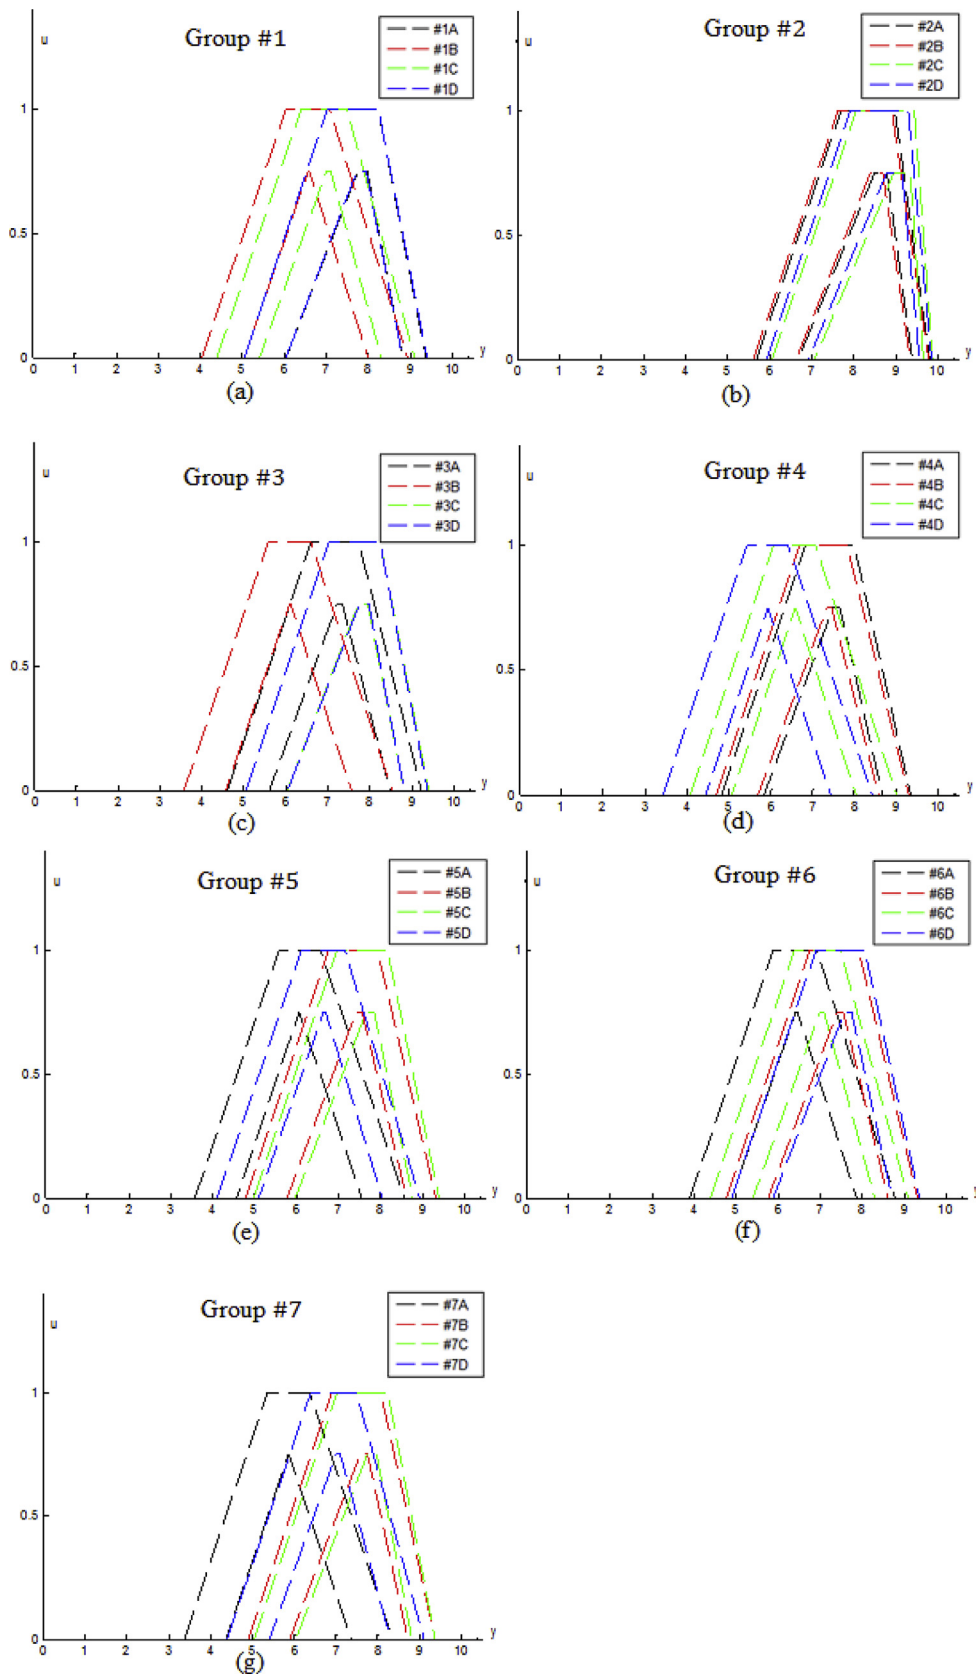 u
Group #1
#1A
#1B
#1C
#1D
1
0.5
0
0 1 2 3 4 5 6 7 8 9 10 y
(a)
u
Group #2
#2A
#2B
#2C
#2D
1
0.5
0
0 1 2 3 4 5 6 7 8 9 10 y
(b)
u
Group #3
#3A
#3B
#3C
#3D
1
0.5
0
0 1 2 3 4 5 6 7 8 9 10 y
(c)
u
Group #4
#4A
#4B
#4C
#4D
1
0.5
0
0 1 2 3 4 5 6 7 8 9 10 y
(d)
u
Group #5
#5A
#5B
#5C
#5D
1
0.5
0
0 1 2 3 4 5 6 7 8 9 10 y
(e)
u
Group #6
#6A
#6B
#6C
#6D
1
0.5
0
0 1 2 3 4 5 6 7 8 9 10 y
(f)
u
Group #7
#7A
#7B
#7C
#7D
1
0.5
0
0 1 2 3 4 5 6 7 8 9 10 y
(g)